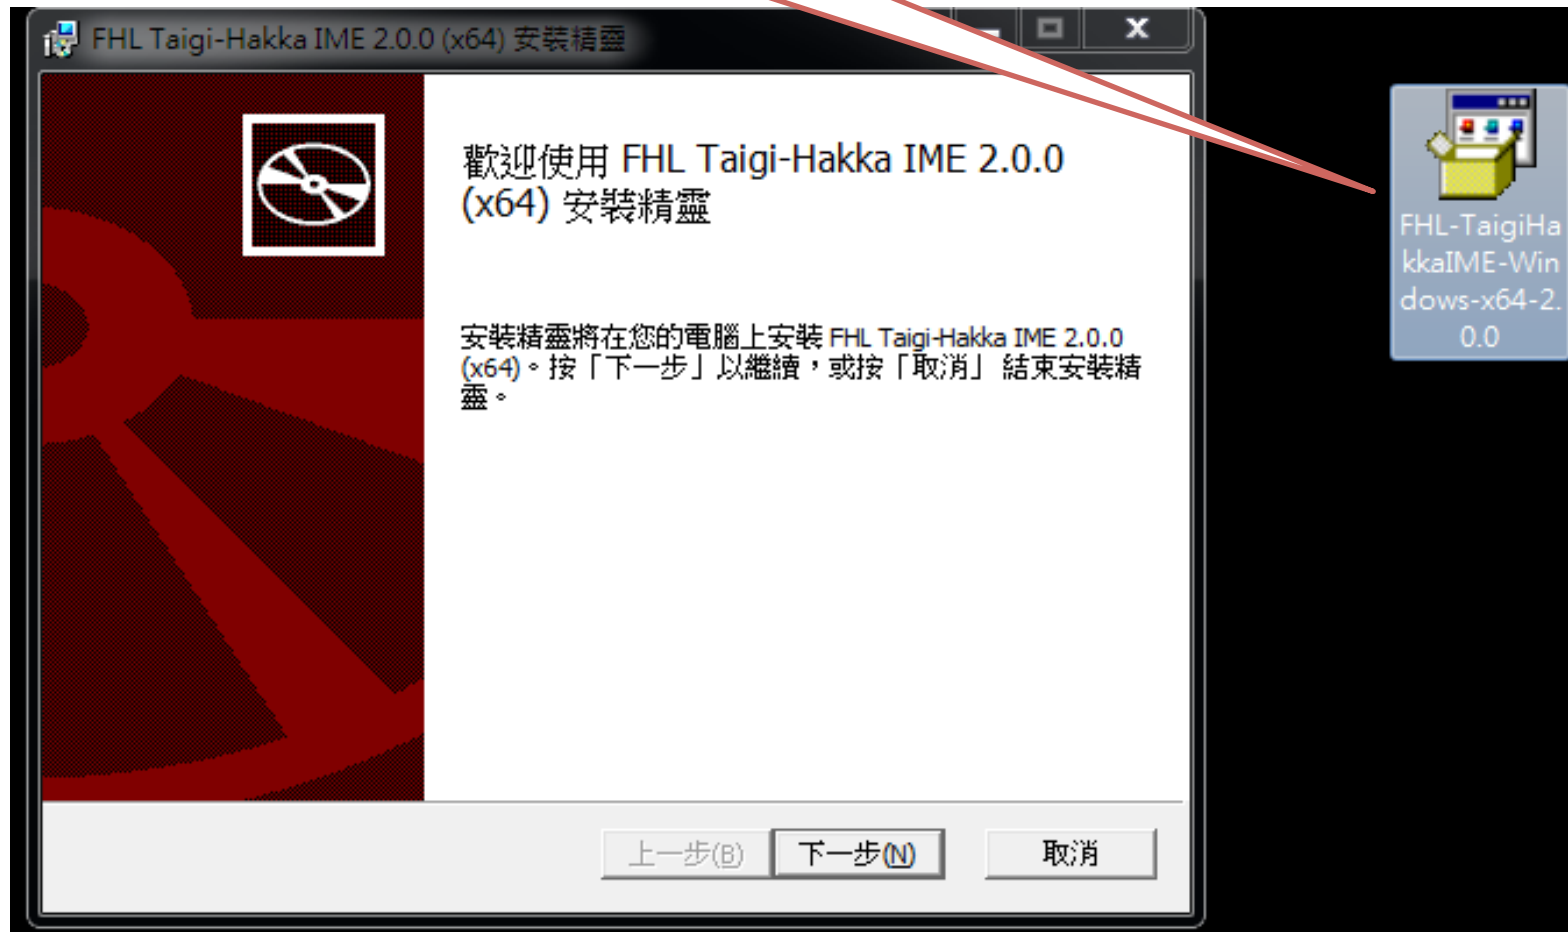 FHL Taigi-Hakka IME 2.0.0 (x64) 安裝精靈
歡迎使用 FHL Taigi-Hakka IME 2.0.0
(x64) 安裝精靈
安裝精靈將在您的電腦上安裝 FHL Taigi-Hakka IME 2.0.0
(x64)。按「下一步」以繼續，或按「取消」 結束安裝精
靈。
上一步(B)
下一步(N)
取消
FHL-TaigiHa
kkaIME-Win
dows-x64-2.
0.0